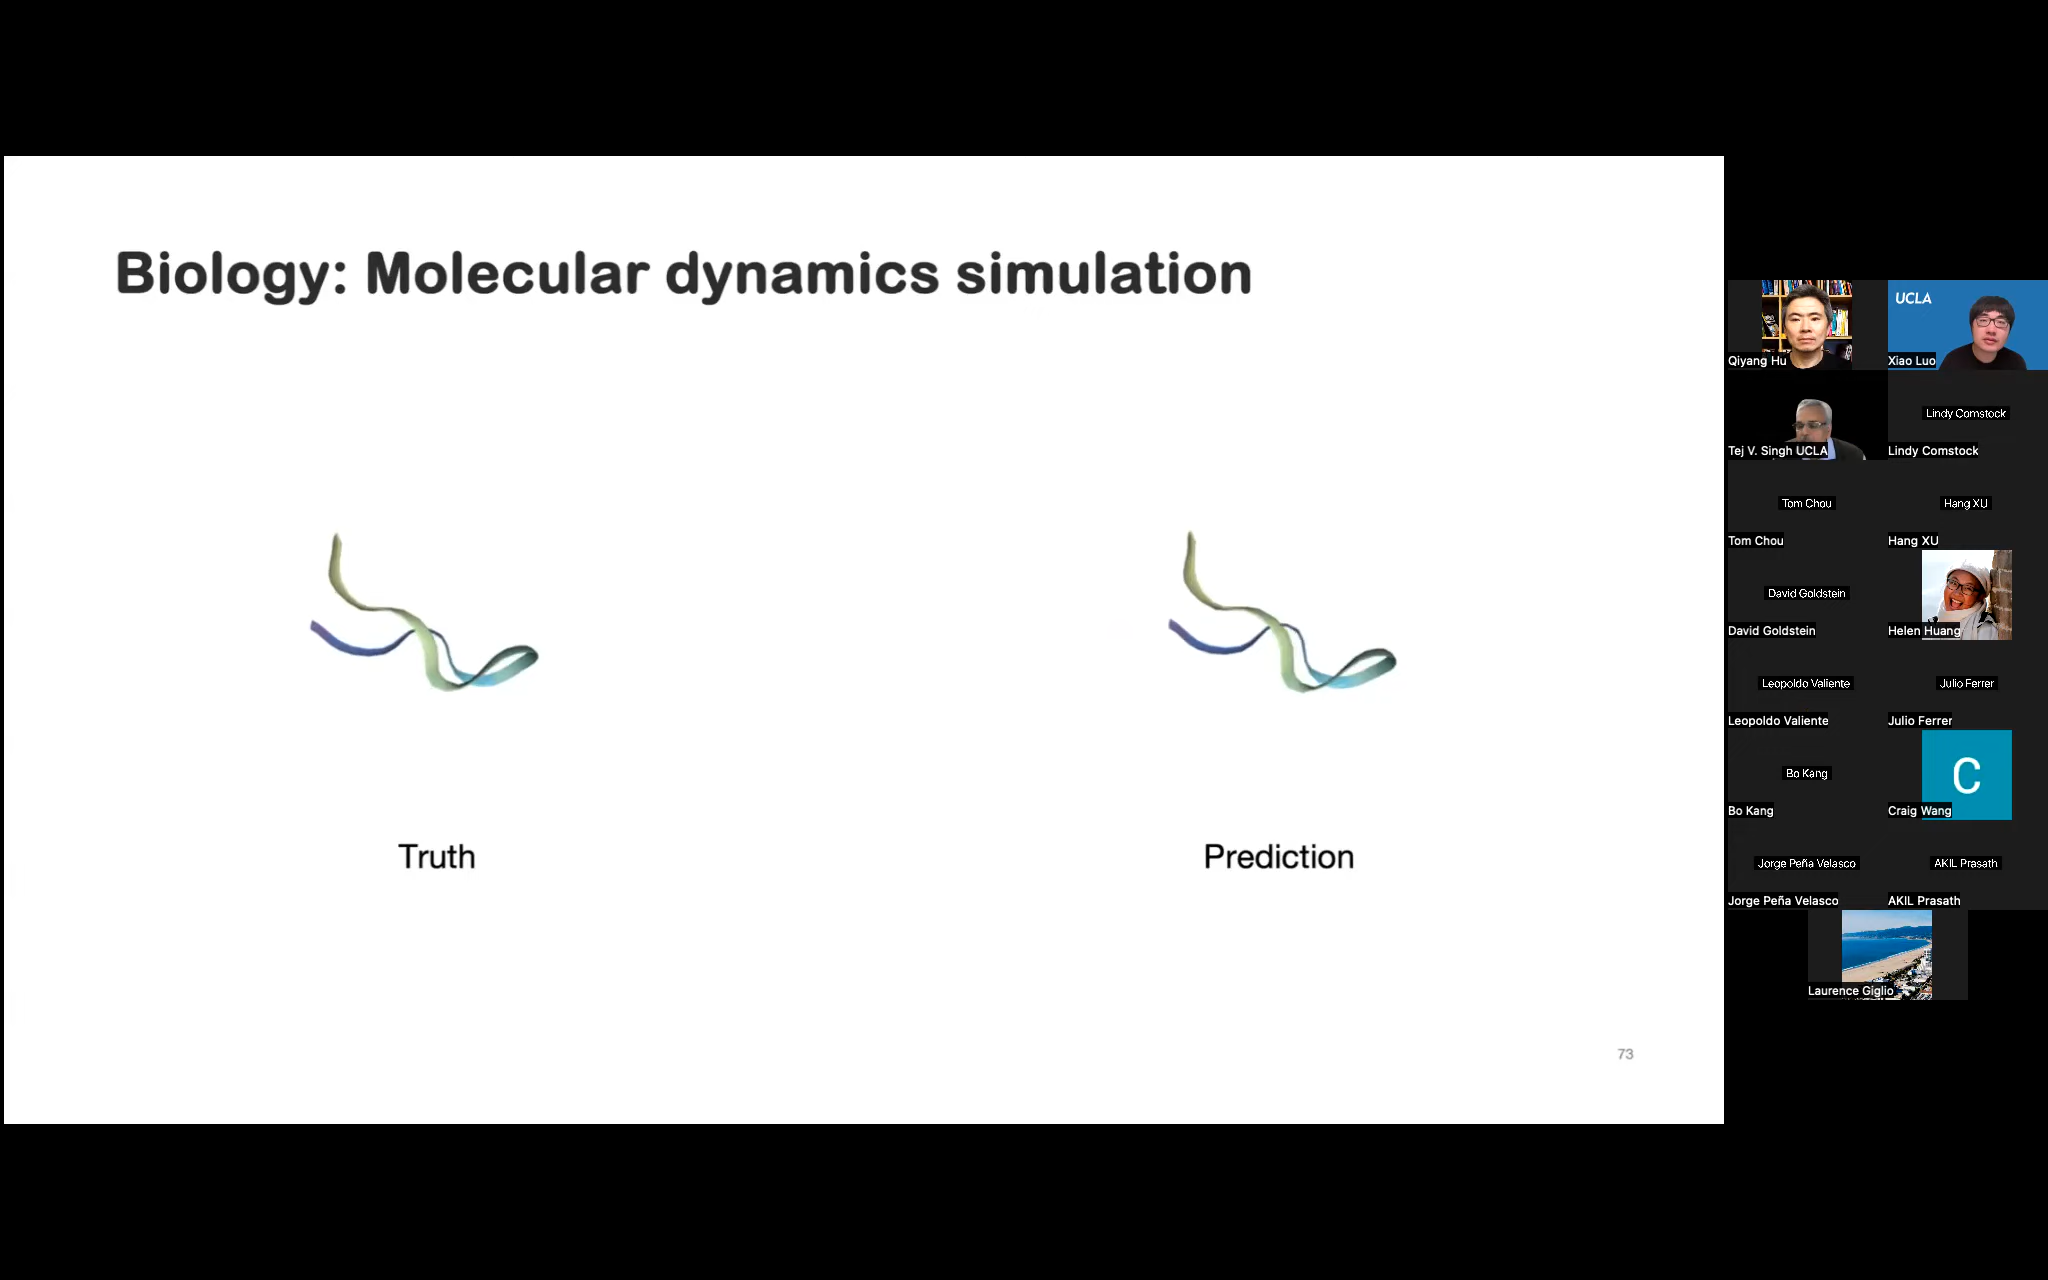 Biology: Molecular dynamics simulation
Truth
Prediction
73
Qiyang Hu
UCLA
Xiao Luo
Tej V. Singh UCLA
Lindy Comstock
Lindy Comstock
Tom Chou
Tom Chou
Hang XU
Hang XU
David Goldstein
David Goldstein
Helen Huang
Leopoldo Valiente
Leopoldo Valiente
Julio Ferrer
Julio Ferrer
Bo Kang
Bo Kang
C
Craig Wang
Jorge Peña Velasco
Jorge Peña Velasco
AKIL Prasath
AKIL Prasath
Laurence Giglio